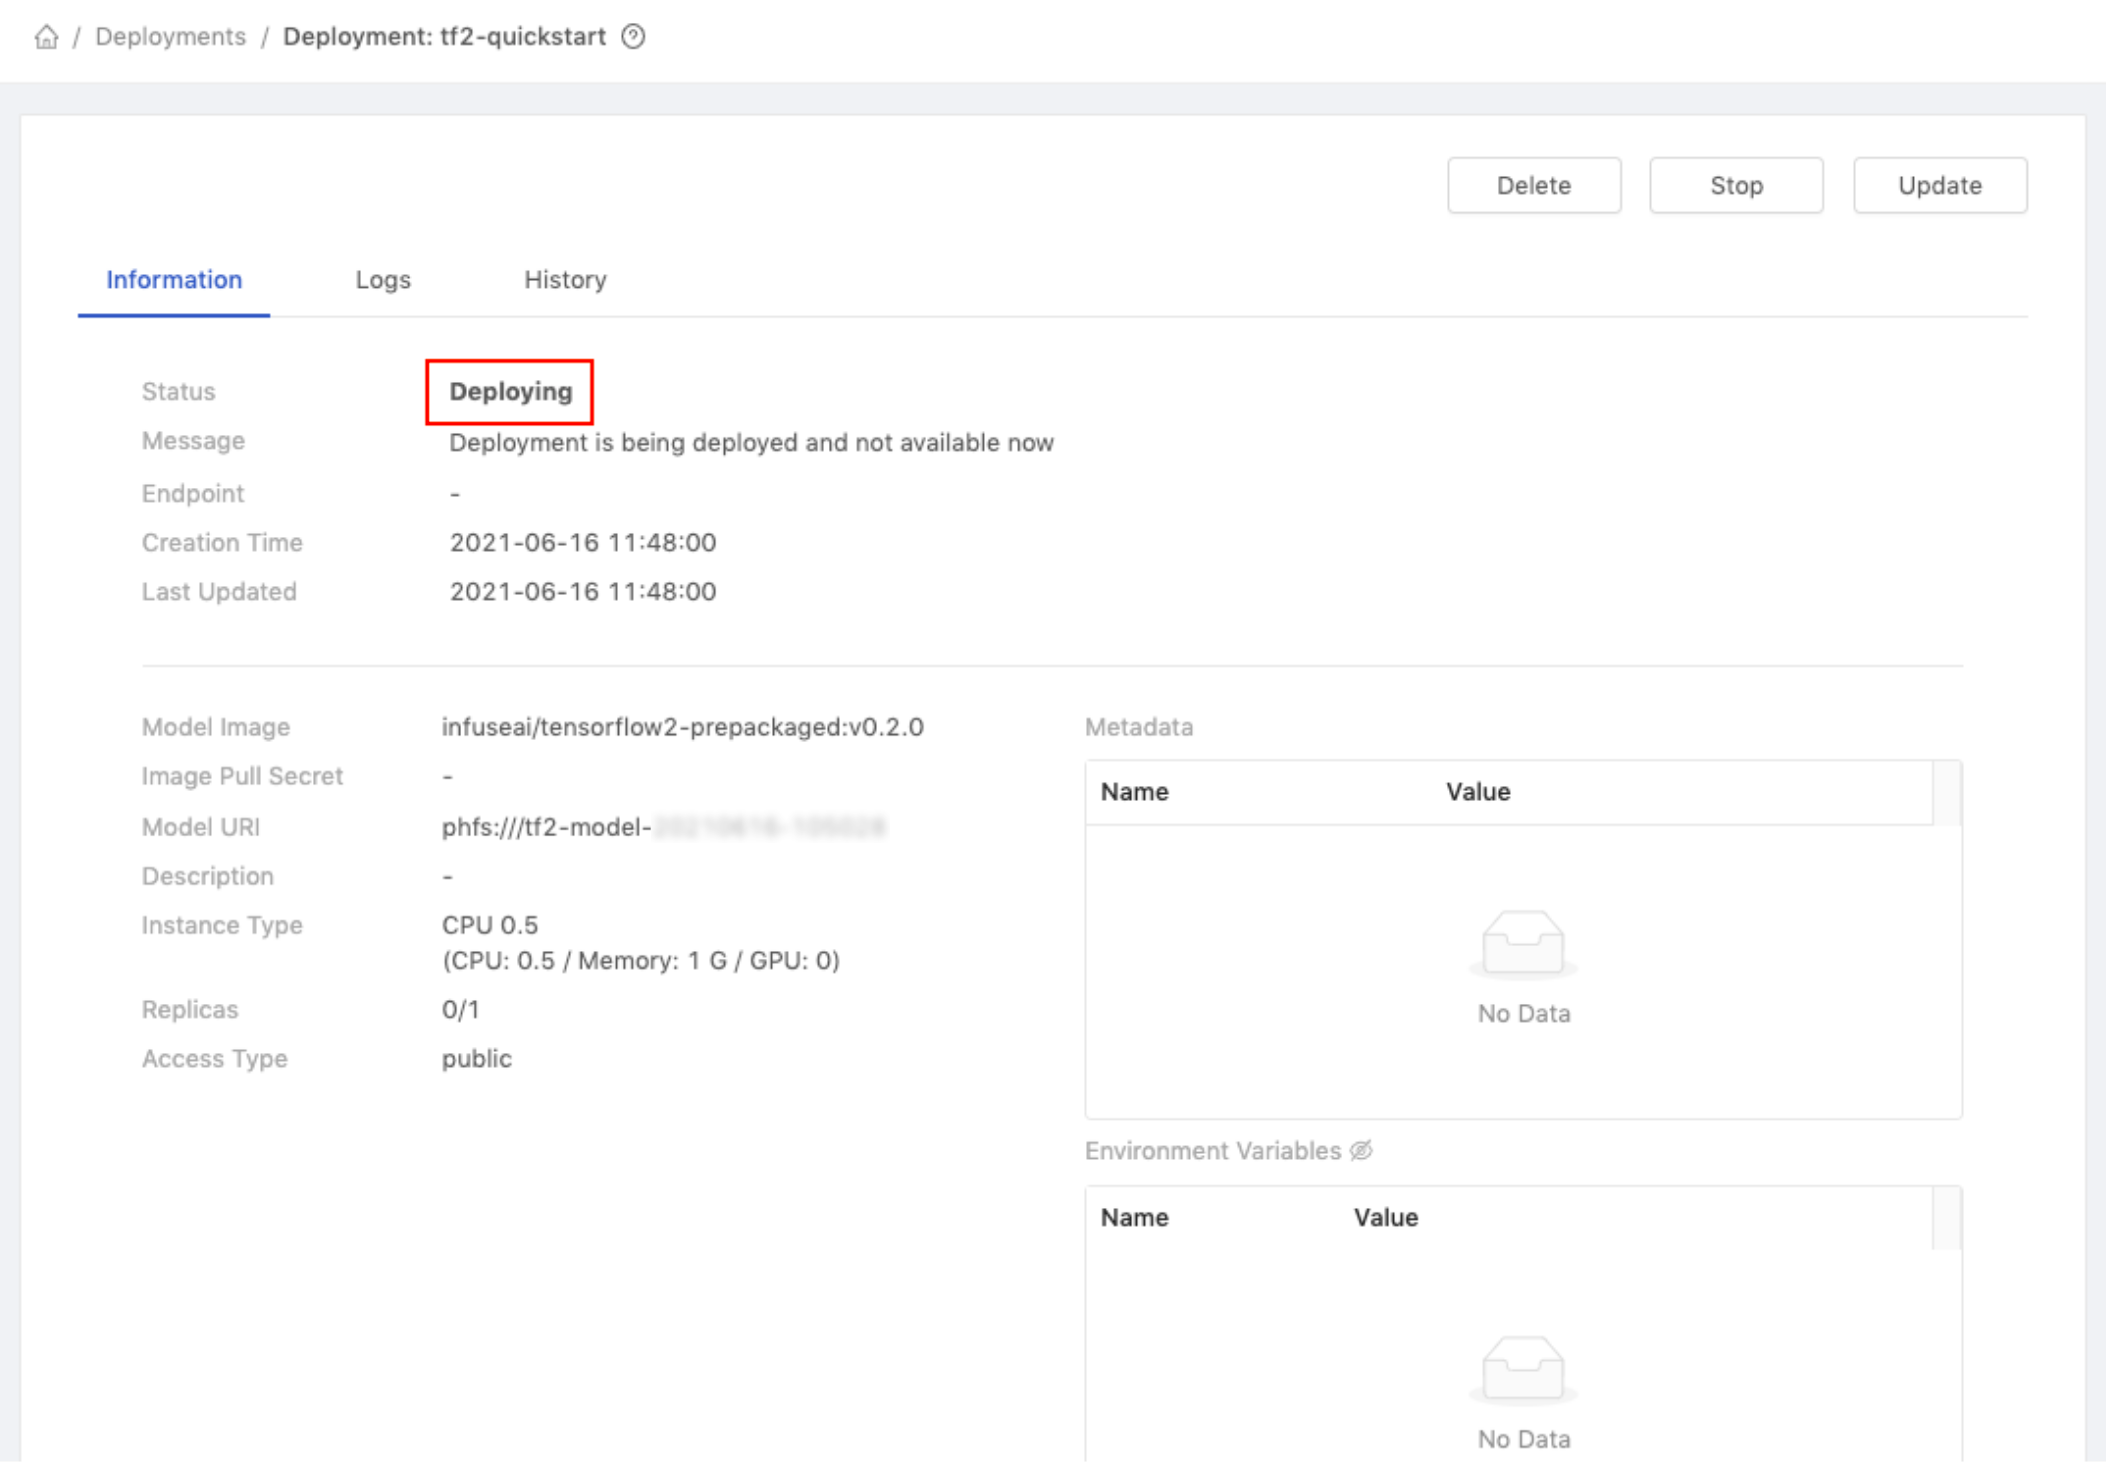 / Deployments / Deployment: tf2-quickstart
Delete Stop Update
Information Logs History
Status Deploying
Message Deployment is being deployed and not available now
Endpoint -
Creation Time 2021-06-16 11:48:00
Last Updated 2021-06-16 11:48:00
Model Image infuseai/tensorflow2-prepackaged:v0.2.0
Image Pull Secret -
Model URI phfs:///tf2-model-
Description -
Instance Type CPU 0.5
(CPU: 0.5 / Memory: 1 G / GPU: 0)
Replicas 0/1
Access Type public
Metadata
Name Value
No Data
Environment Variables
Name Value
No Data